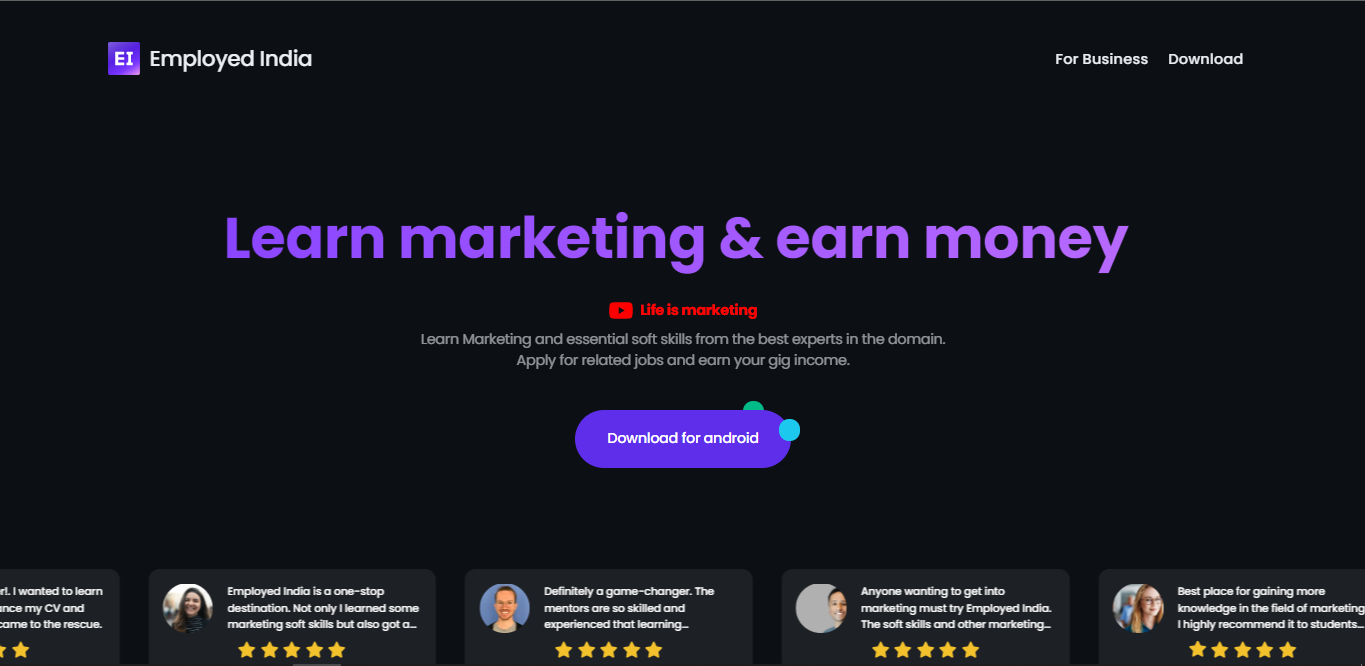 EI Employed India
For Business Download
Learn marketing & earn money
Life is marketing
Learn Marketing and essential soft skills from the best experts in the domain.
Apply for related jobs and earn your gig income.
Download for android
I wanted to learn
my CV and
came to the rescue.
Employed India is a one-stop
destination. Not only I learned some
marketing soft skills but also got a...
Definitely a game-changer. The
mentors are so skilled and
experienced that learning...
Anyone wanting to get into
marketing must try Employed India.
The soft skills and other marketing...
Best place for gaining more
knowledge in the field of marketing
I highly recommend it to students...